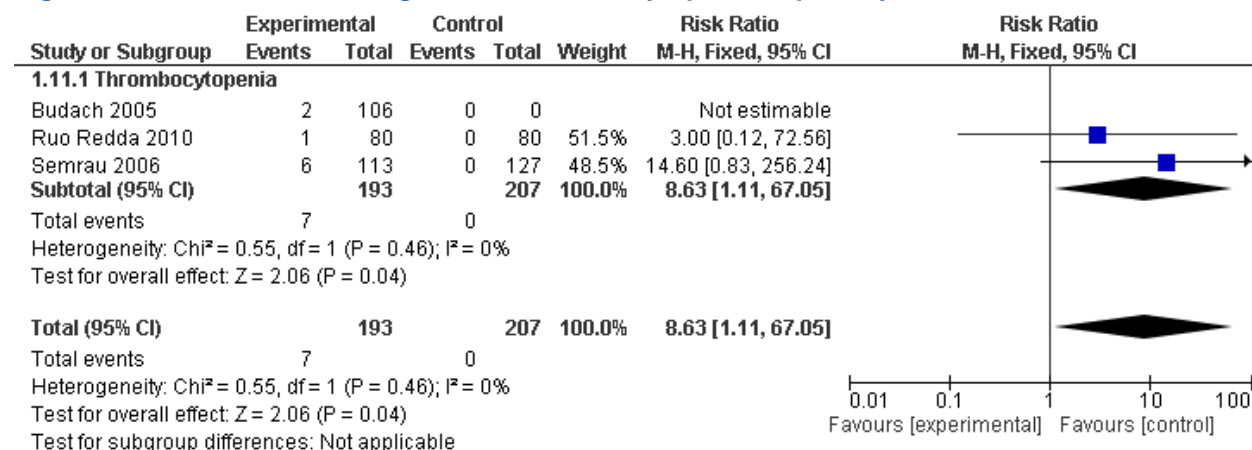 Experimental Control Risk Ratio Risk Ratio
Study or Subgroup Events Total Events Total Weight M-H, Fixed, 95% CI M-H, Fixed, 95% CI
1.11.1 Thrombocytopenia
Budach 2005 2 106 0 0 Not estimable
Ruo Redda 2010 1 80 0 80 51.5% 3.00 [0.12, 72.56]
Semrau 2006 6 113 0 127 48.5% 14.60 [0.83, 256.24]
Subtotal (95% CI) 193 207 100.0% 8.63 [1.11, 67.05]
Total events 7 0
Heterogeneity: Chi² = 0.55, df = 1 (P = 0.46); I² = 0%
Test for overall effect: Z = 2.06 (P = 0.04)
Total (95% CI) 193 207 100.0% 8.63 [1.11, 67.05]
Total events 7 0
Heterogeneity: Chi² = 0.55, df = 1 (P = 0.46); I² = 0%
Test for overall effect: Z = 2.06 (P = 0.04)
Test for subgroup differences: Not applicable
0.01 0.1 1 10 100
Favours [experimental] Favours [control]